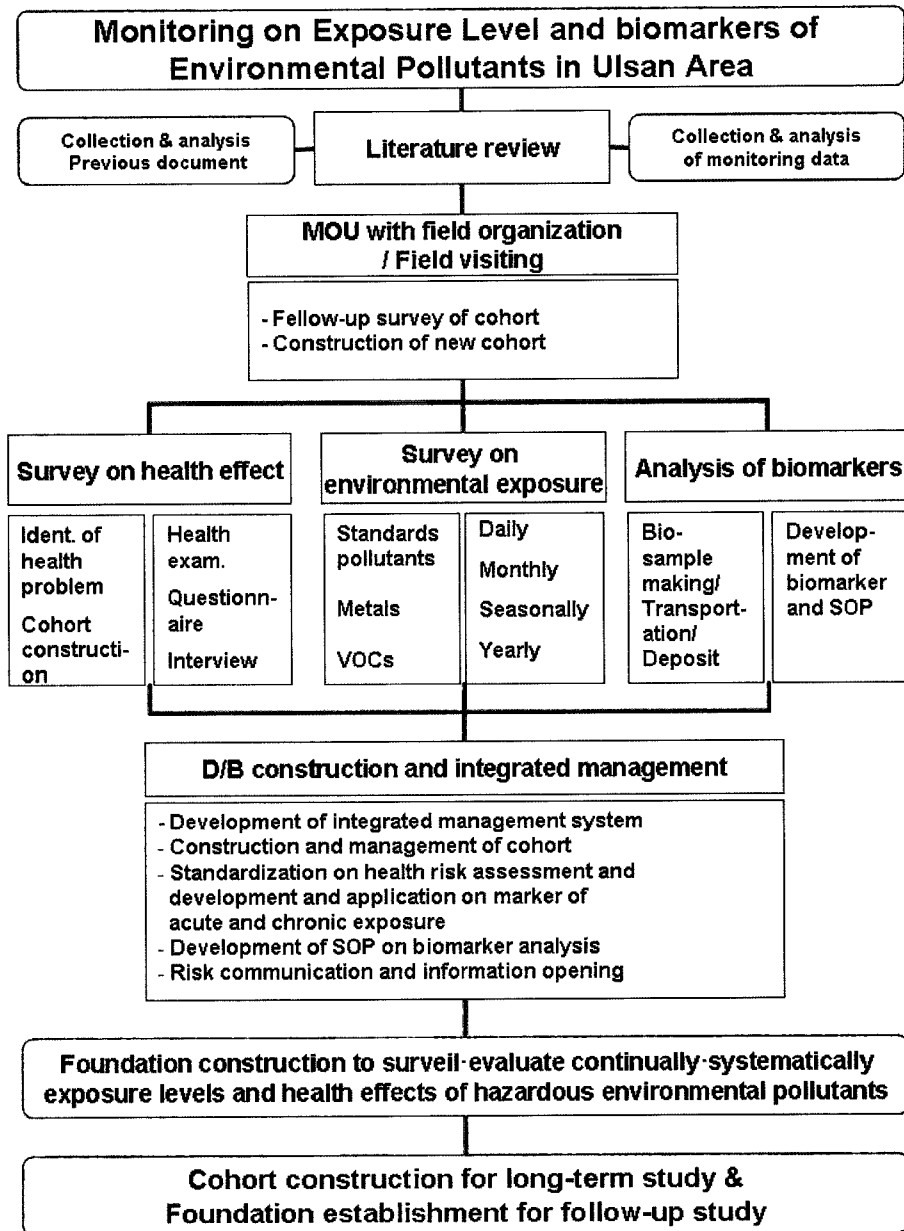 Monitoring on Exposure Level and biomarkers of
Environmental Pollutants in Ulsan Area
Collection & analysis
Previous document
Literature review
Collection & analysis
of monitoring data
MOU with field organization
/ Field visiting
- Fellow-up survey of cohort
- Construction of new cohort
Survey on health effect
Ident. of
health
problem
Cohort
constructi-
on
Health
exam.
Questionn-
aire
Interview
Survey on
environmental exposure
Standards
pollutants
Metals
VOCs
Daily
Monthly
Seasonally
Yearly
Analysis of biomarkers
Bio-
sample
making/
Transport-
ation/
Deposit
Develop-
ment of
biomarker
and SOP
D/B construction and integrated management
- Development of integrated management system
- Construction and management of cohort
- Standardization on health risk assessment and
development and application on marker of
acute and chronic exposure
- Development of SOP on biomarker analysis
- Risk communication and information opening
Foundation construction to surveil·evaluate continually·systematically
exposure levels and health effects of hazardous environmental pollutants
Cohort construction for long-term study &
Foundation establishment for follow-up study